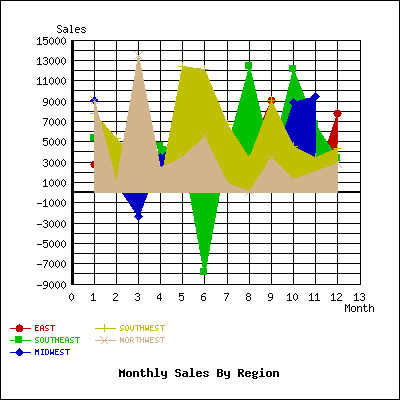 Sales
15000
13000
11000
9000
7000
5000
3000
1000
-1000
-3000
-5000
-7000
-9000
0 1 2 3 4 5 6 7 8 9 10 11 12 13
Month
EAST SOUTHWEST
SOUTHEAST NORTHWEST
MIDWEST
Monthly Sales By Region